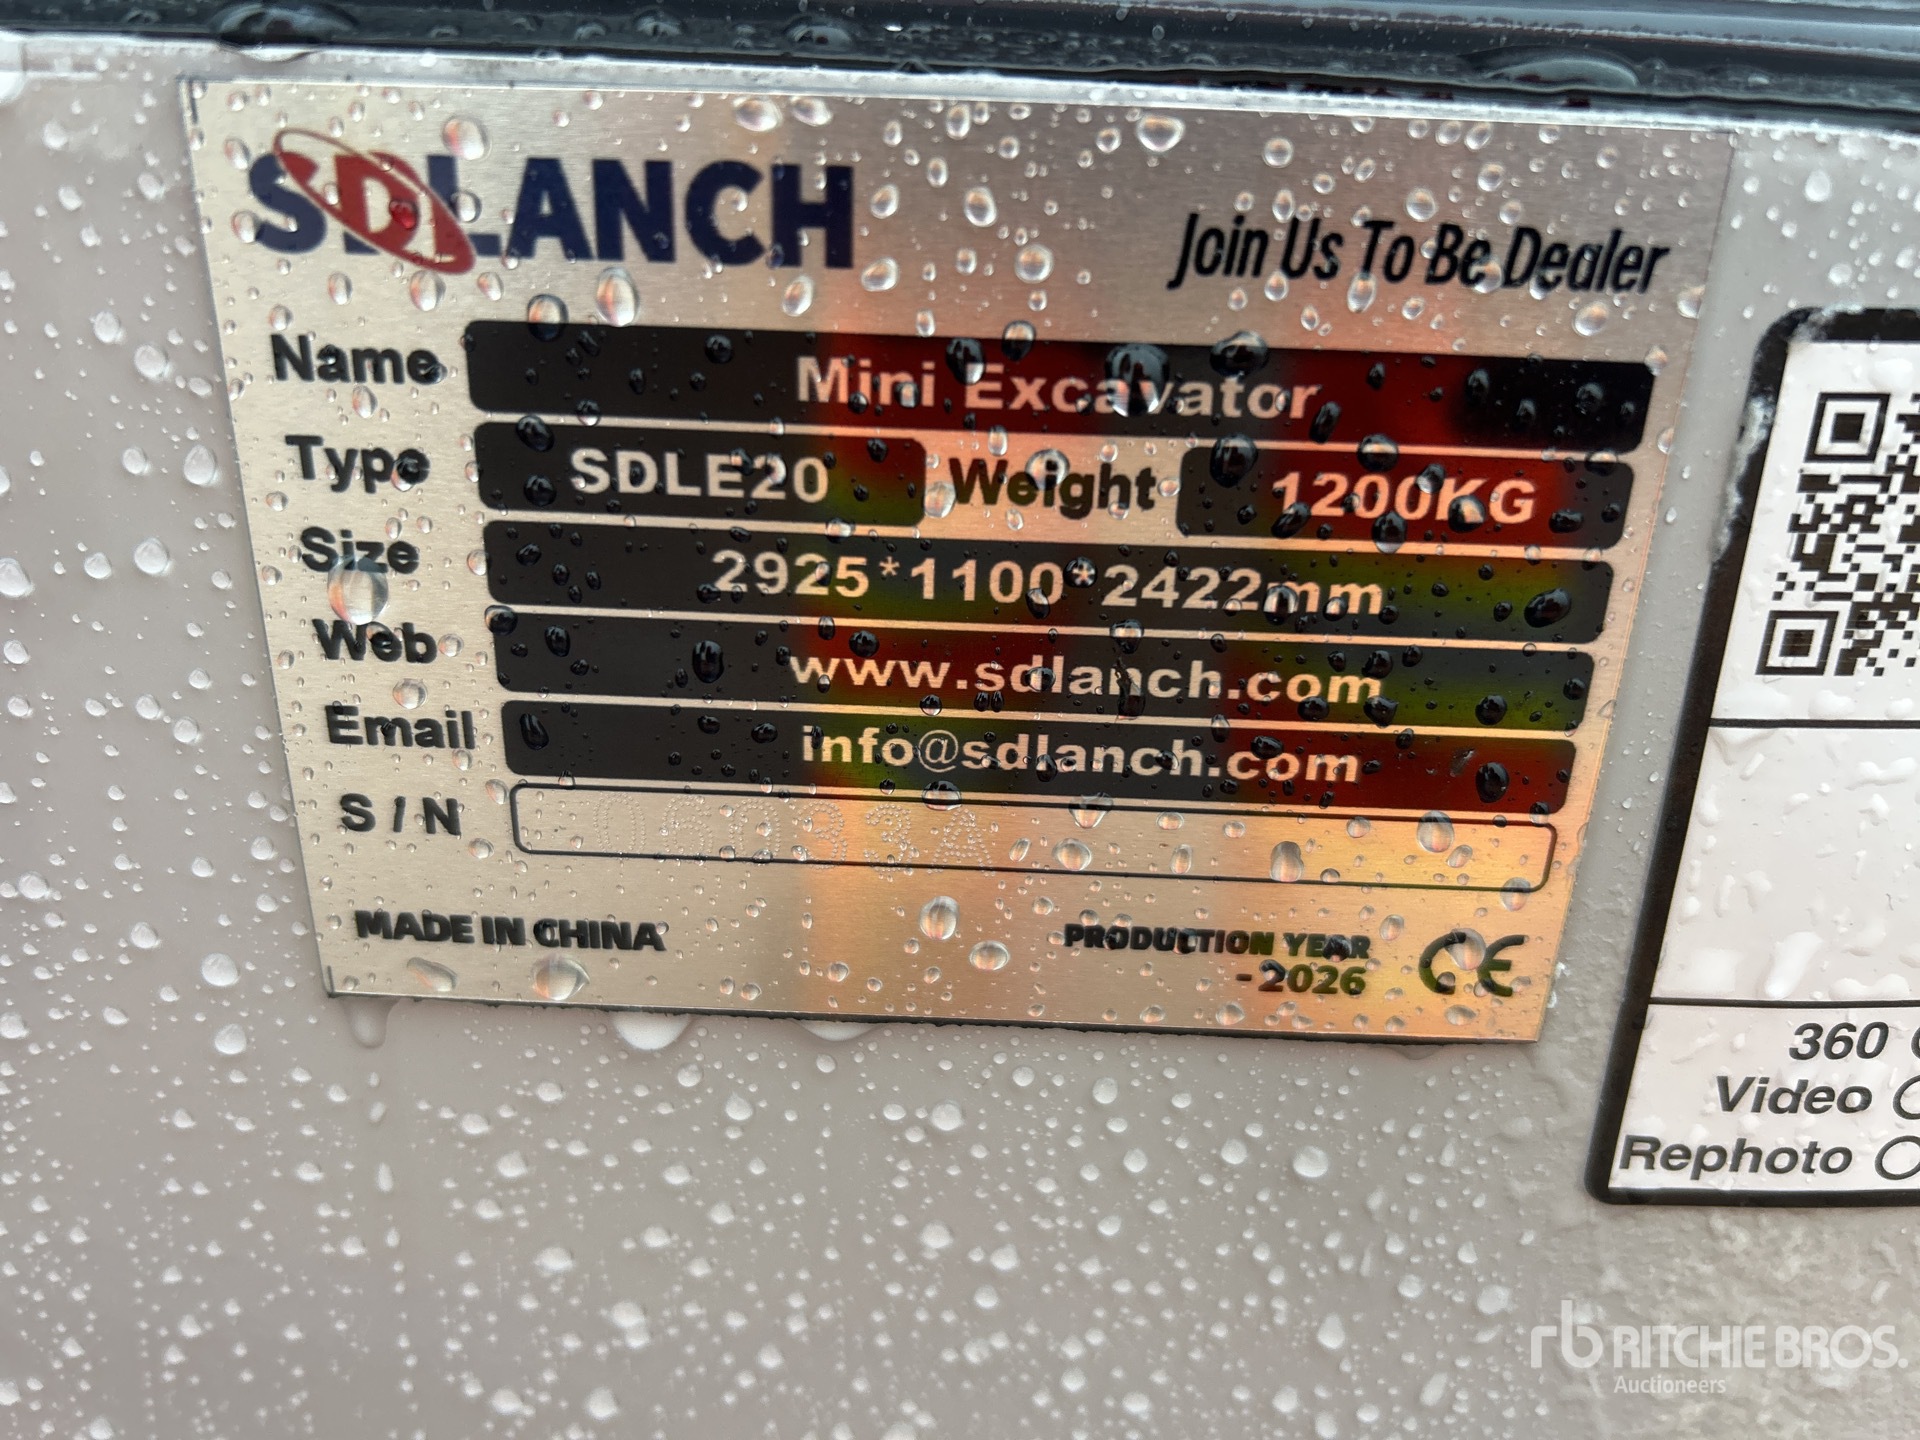 SDLANCH
Join Us To Be Dealer
Name Mini Excavator
Type SDLE20 Weight 1200KG
Size 2925*1100*2422mm
Web www.sdlanch.com
Email info@sdlanch.com
S / N
MADE IN CHINA
PRODUCTION YEAR
- 2026
CE
360
Video
Rephoto
rb RITCHIE BROS.
Auctioneers